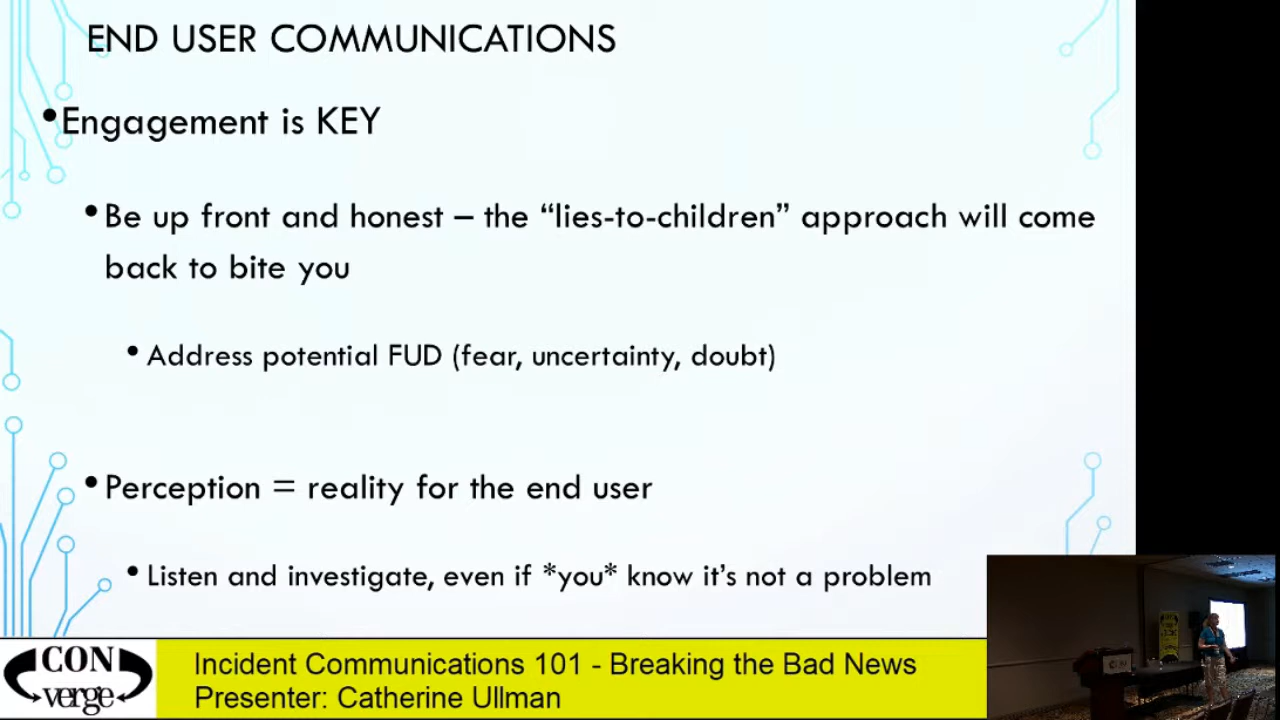 END USER COMMUNICATIONS
•Engagement is KEY
•Be up front and honest – the “lies-to-children” approach will come
back to bite you
•Address potential FUD (fear, uncertainty, doubt)
•Perception = reality for the end user
•Listen and investigate, even if *you* know it’s not a problem
CON
verge
Incident Communications 101 - Breaking the Bad News
Presenter: Catherine Ullman